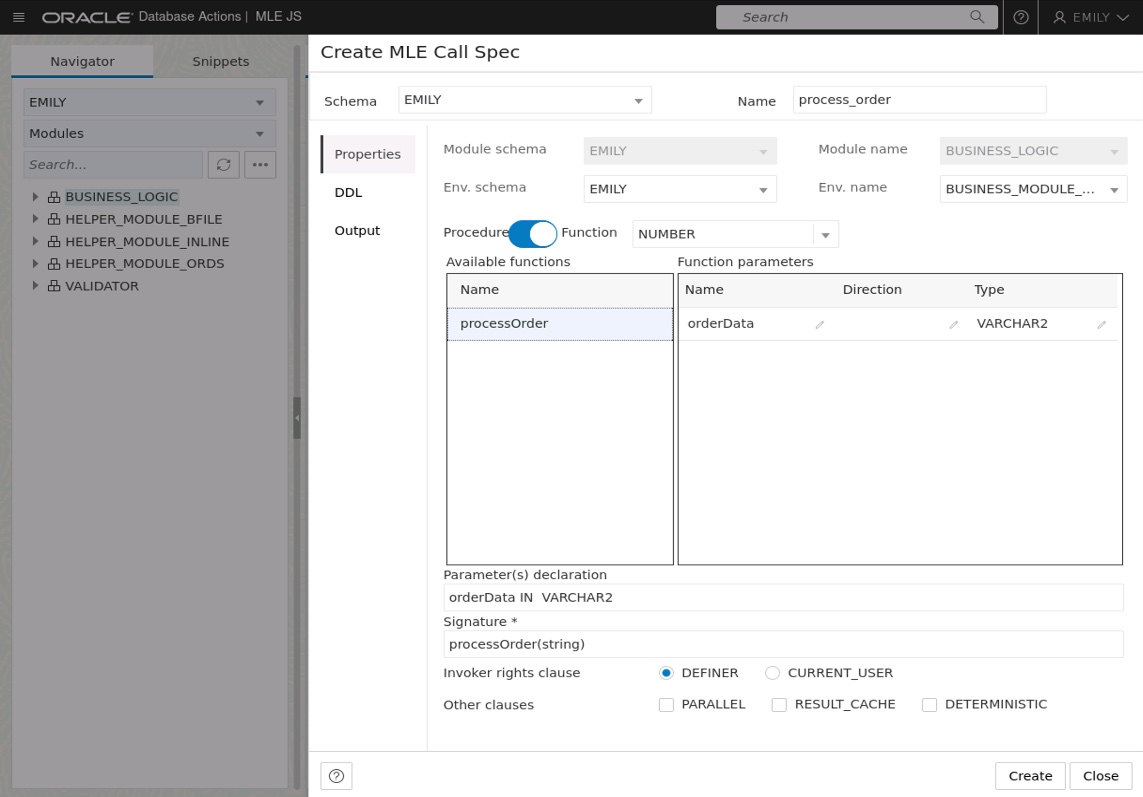 ORACLE Database Actions | MLE JS
Search
EMILY
Navigator
Snippets
EMILY
Modules
Search...
BUSINESS_LOGIC
HELPER_MODULE_BFILE
HELPER_MODULE_INLINE
HELPER_MODULE_ORDS
VALIDATOR
Create MLE Call Spec
Schema EMILY Name process_order
Properties
DDL
Output
Module schema EMILY Module name BUSINESS_LOGIC
Env. schema EMILY Env. name BUSINESS_MODULE_...
Procedure Function NUMBER
Available functions
Name
processOrder
Function parameters
Name Direction Type
orderData VARCHAR2
Parameter(s) declaration
orderData IN  VARCHAR2
Signature *
processOrder(string)
Invoker rights clause DEFINER CURRENT_USER
Other clauses PARALLEL RESULT_CACHE DETERMINISTIC
Create Close